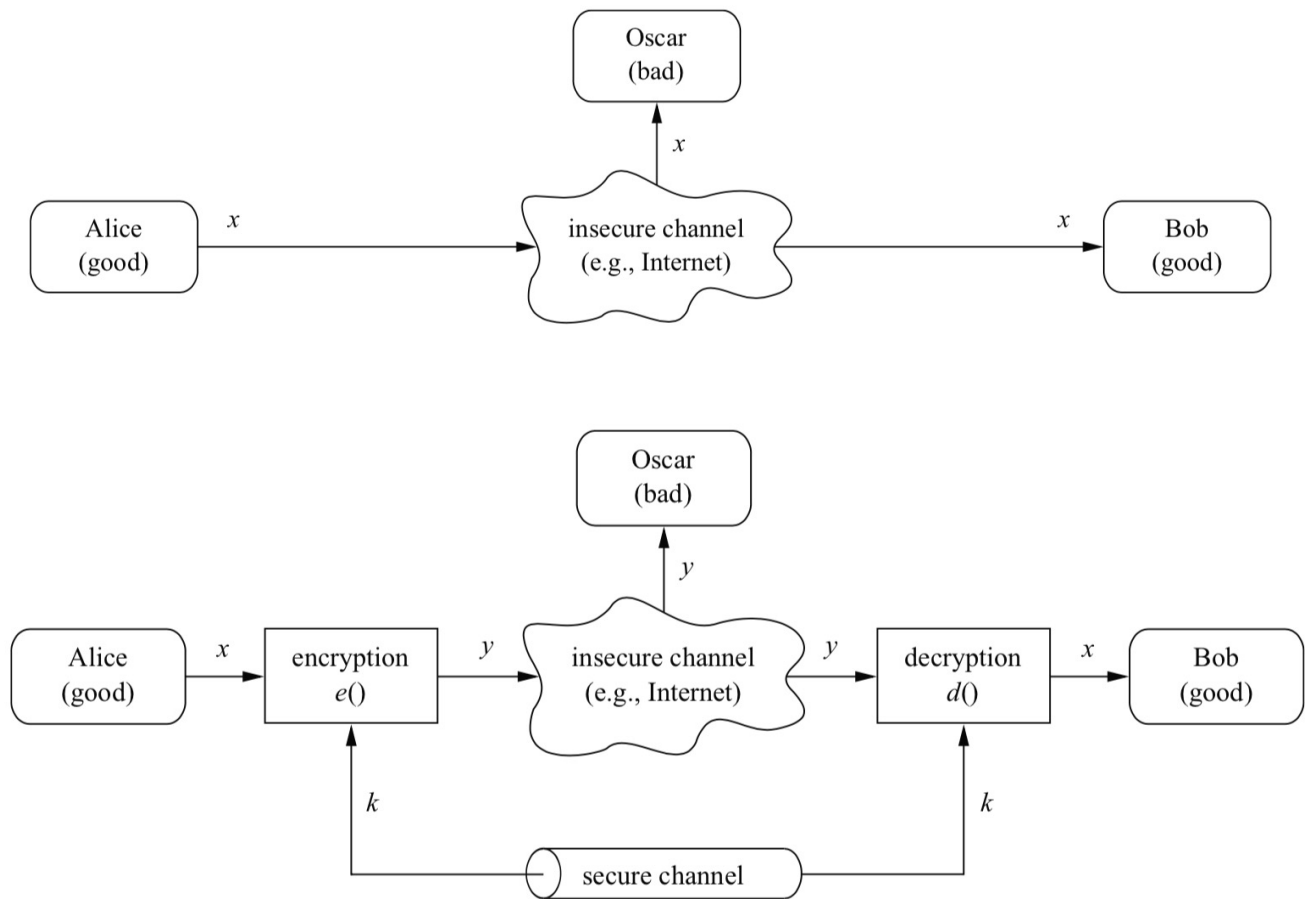 Oscar
(bad)
x
Alice
(good)
x
insecure channel
(e.g., Internet)
x
Bob
(good)
Oscar
(bad)
y
Alice
(good)
x
encryption
e()
y
insecure channel
(e.g., Internet)
y
decryption
d()
x
Bob
(good)
k
k
secure channel